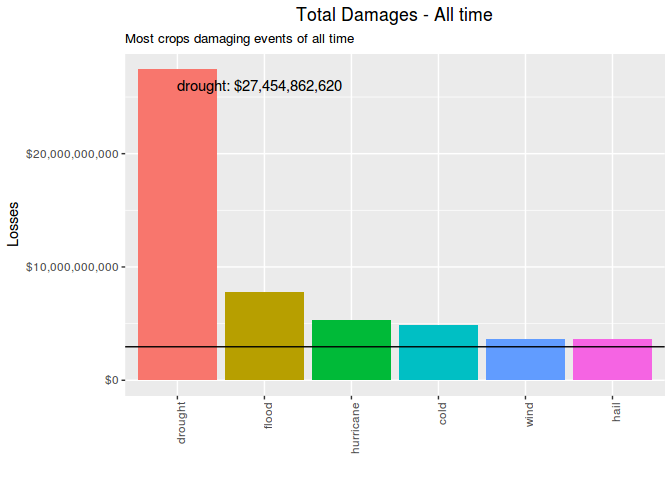 Total Damages - All time
Most crops damaging events of all time
drought: $27,454,862,620
$20,000,000,000
$10,000,000,000
$0
Losses
drought
flood
hurricane
cold
wind
hail